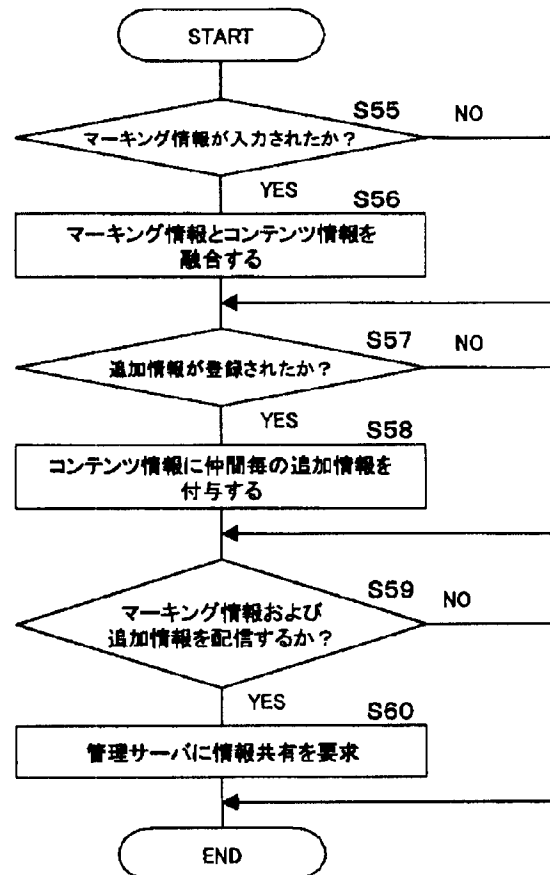 START
S55
NO
マーキング情報が入力されたか？
YES
S56
マーキング情報とコンテンツ情報を
融合する
S57
NO
追加情報が登録されたか？
YES
S58
コンテンツ情報に仲間毎の追加情報を
付与する
S59
NO
マーキング情報および
追加情報を配信するか？
YES
S60
管理サーバに情報共有を要求
END